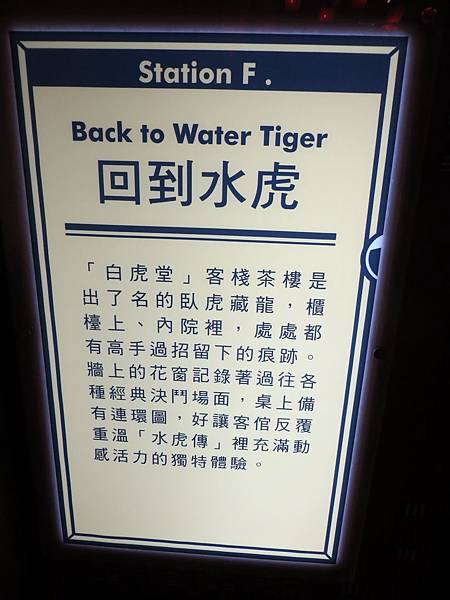 Station F .
Back to Water Tiger
回到水虎
「白虎堂」客棧茶樓是
出了名的臥虎藏龍，櫃
檯上、內院裡，處處都
有高手過招留下的痕跡。
牆上的花窗記錄著過往各
種經典決鬥場面，桌上備
有連環圖，好讓客倌反覆
重溫「水虎傳」裡充滿動
感活力的獨特體驗。